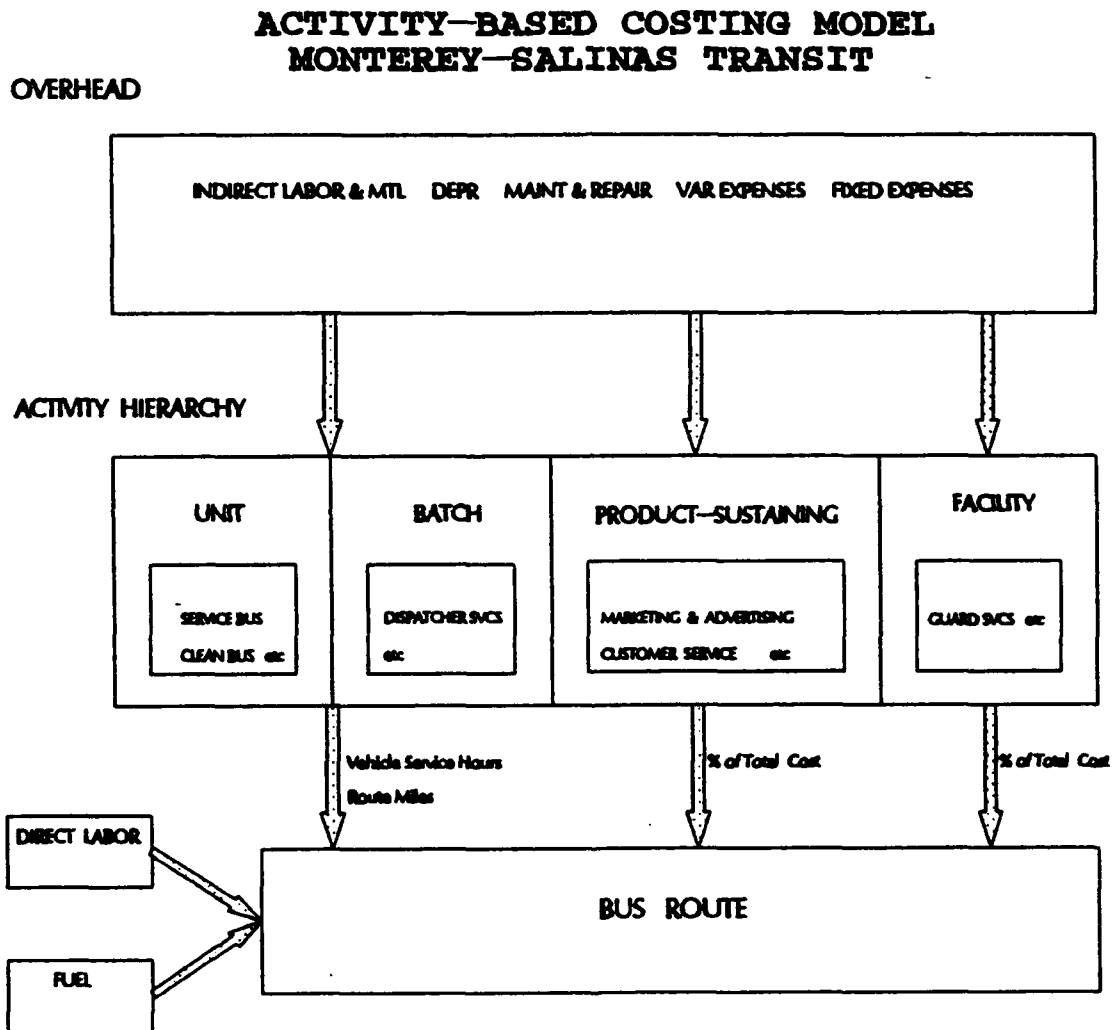 ACTIVITY—BASED COSTING MODEL
MONTEREY—SALINAS TRANSIT
OVERHEAD
INDIRECT LABOR & MTL DEPR MAINT & REPAIR VAR EXPENSES FIXED EXPENSES
ACTIVITY HIERARCHY
UNIT
SERVICE BUS
CLEAN BUS etc
BATCH
DISPATCHER SVCS
etc
PRODUCT—SUSTAINING
MARKETING & ADVERTISING
CUSTOMER SERVICE etc
FACILITY
GUARD SVCS etc
Vehicle Service Hours
Route Miles
% of Total Cost
% of Total Cost
DIRECT LABOR
FUEL
BUS ROUTE